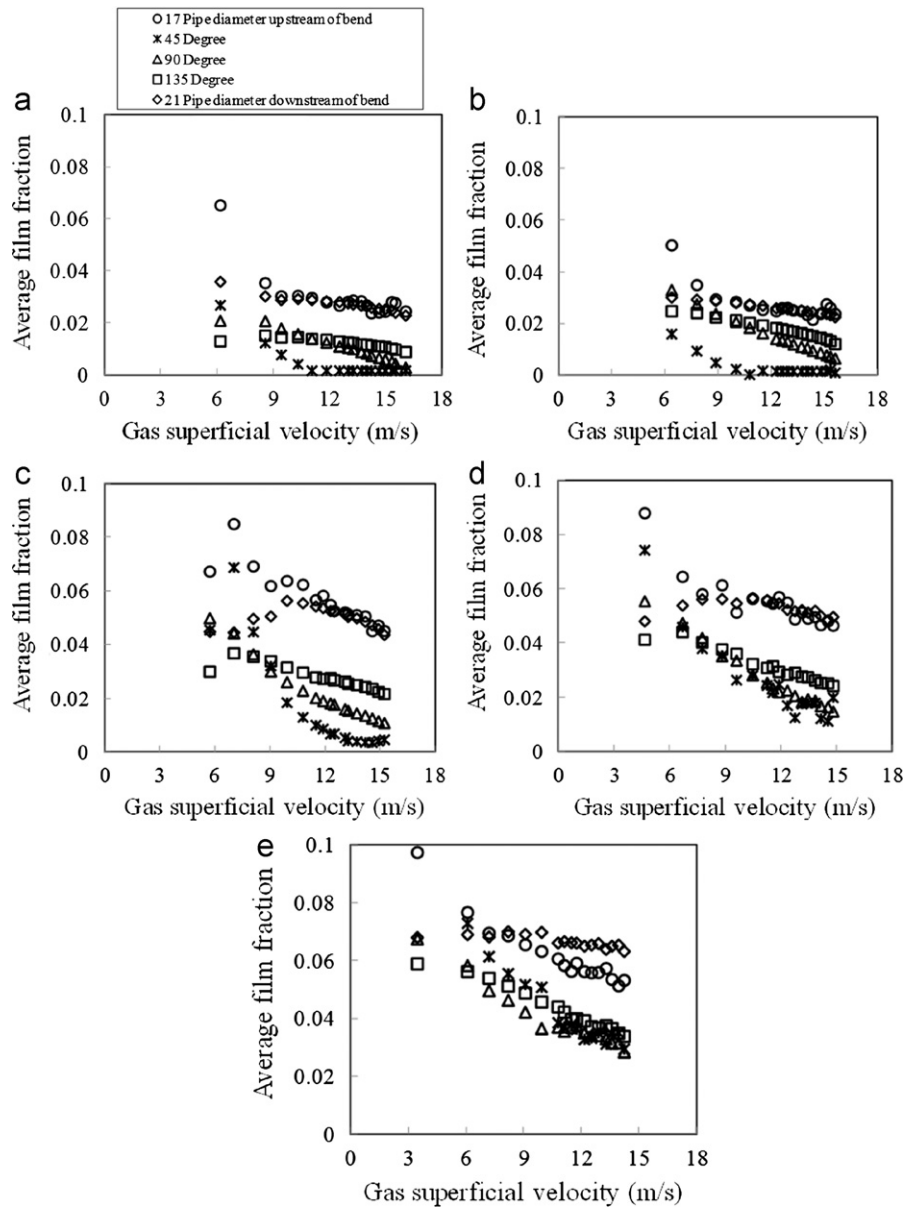 17 Pipe diameter upstream of bend
45 Degree
90 Degree
135 Degree
21 Pipe diameter downstream of bend
a
0.1
0.08
0.06
0.04
0.02
0
0 3 6 9 12 15 18
Average film fraction
Gas superficial velocity (m/s)
b
0.1
0.08
0.06
0.04
0.02
0
0 3 6 9 12 15 18
Average film fraction
Gas superficial velocity (m/s)
c
0.1
0.08
0.06
0.04
0.02
0
0 3 6 9 12 15 18
Average film fraction
Gas superficial velocity (m/s)
d
0.1
0.08
0.06
0.04
0.02
0
0 3 6 9 12 15 18
Average film fraction
Gas superficial velocity (m/s)
e
0.1
0.08
0.06
0.04
0.02
0
0 3 6 9 12 15 18
Average film fraction
Gas superficial velocity (m/s)